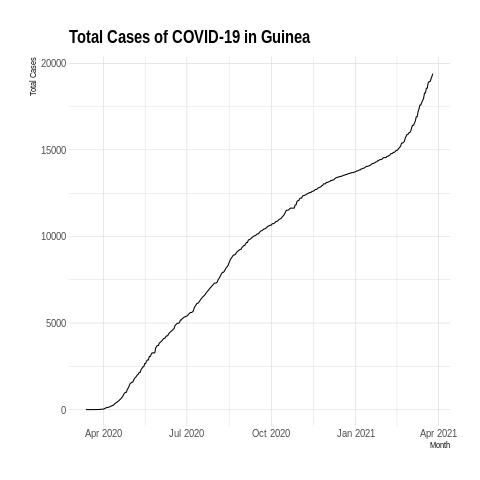 Total Cases of COVID-19 in Guinea
Total Cases
20000
15000
10000
5000
0
Apr 2020 Jul 2020 Oct 2020 Jan 2021 Apr 2021
Month